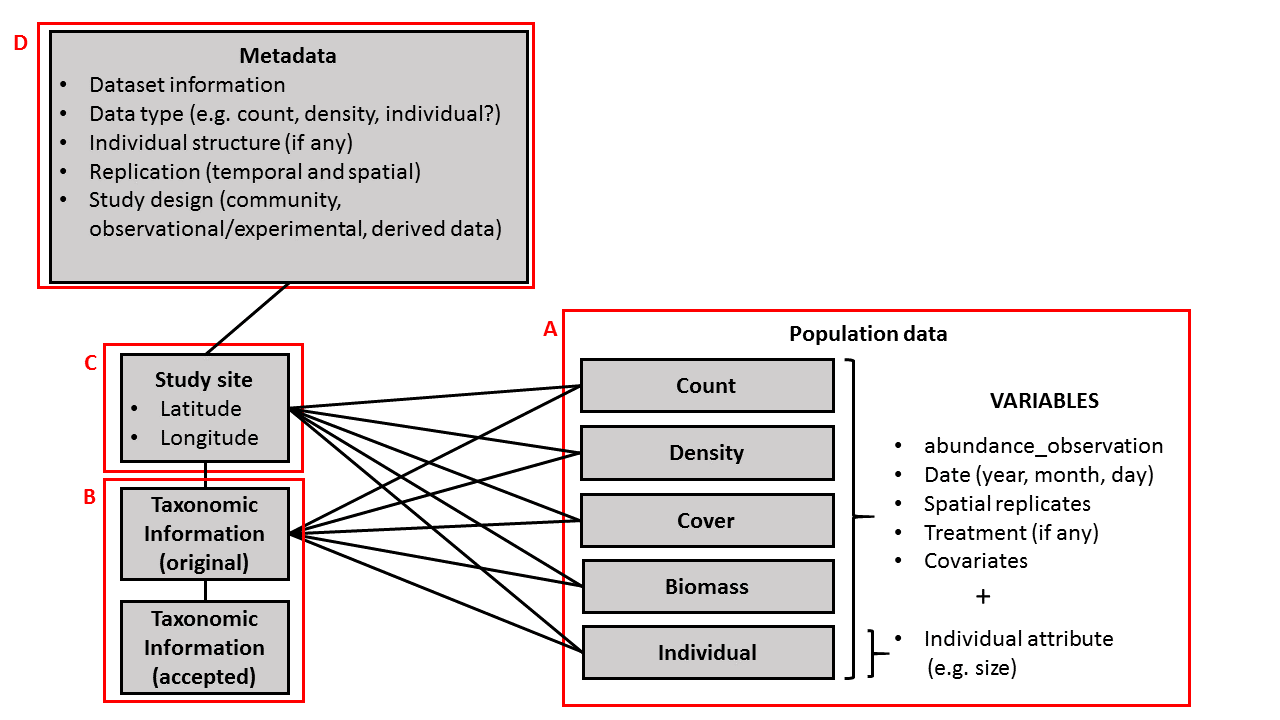 D
Metadata
• Dataset information
• Data type (e.g. count, density, individual?)
• Individual structure (if any)
• Replication (temporal and spatial)
• Study design (community,
observational/experimental, derived data)
A
Population data
C
Study site
• Latitude
• Longitude
B
Taxonomic
Information
(original)
Taxonomic
Information
(accepted)
Count
Density
Cover
Biomass
Individual
VARIABLES
• abundance_observation
• Date (year, month, day)
• Spatial replicates
• Treatment (if any)
• Covariates
+
• Individual attribute
(e.g. size)